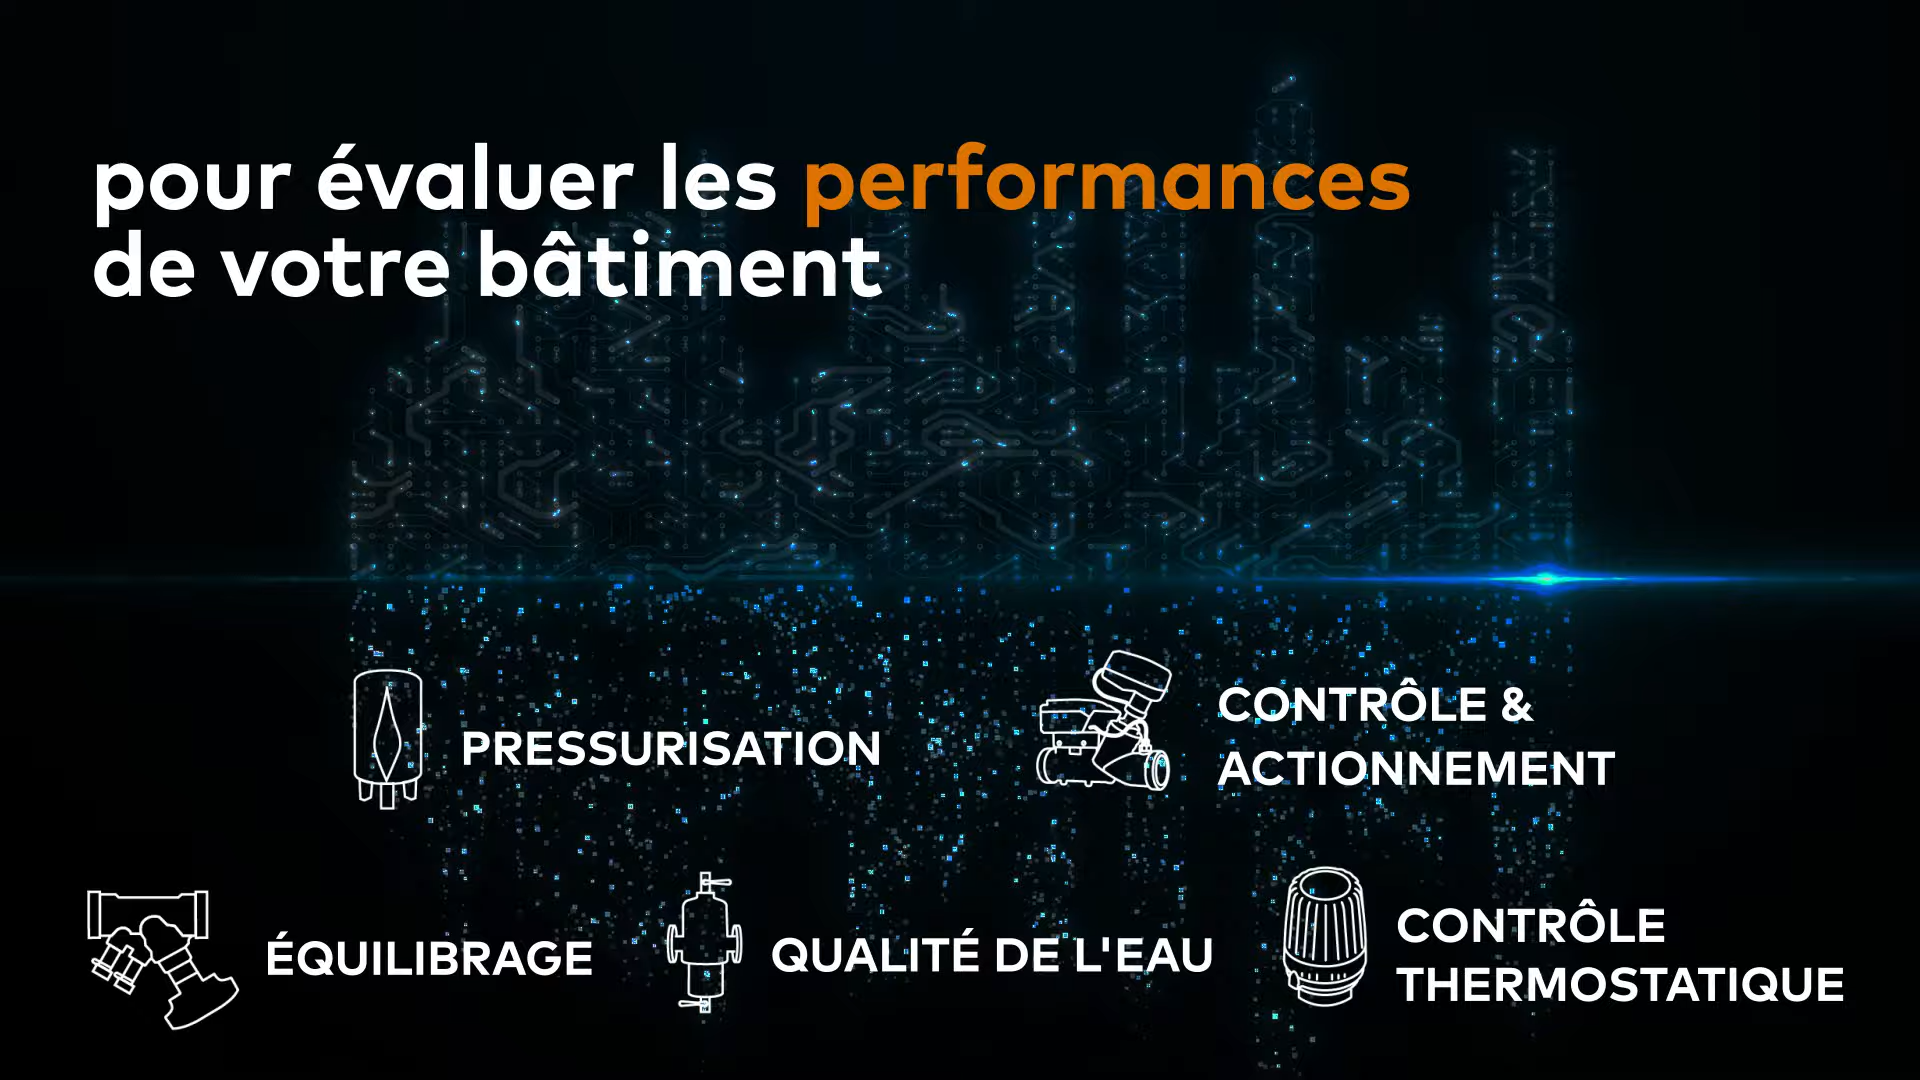 pour évaluer les performances
de votre bâtiment
PRESSURISATION
CONTRÔLE &
ACTIONNEMENT
ÉQUILIBRAGE
QUALITÉ DE L'EAU
CONTRÔLE
THERMOSTATIQUE